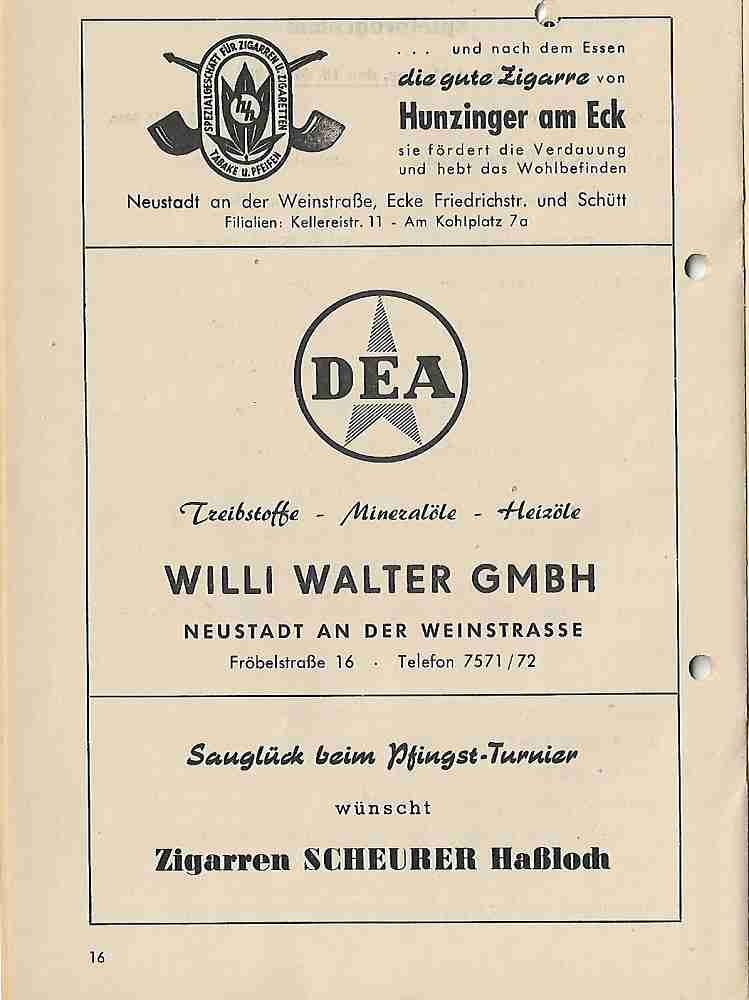 SPEZIALGESCHÄFT FÜR ZIGARREN U. ZIGARETTEN
TABAKE U. PFEIFEN
... und nach dem Essen
die gute Zigarre von
Hunzinger am Eck
sie fördert die Verdauung
und hebt das Wohlbefinden
Neustadt an der Weinstraße, Ecke Friedrichstr. und Schütt
Filialien: Kellereistr. 11 - Am Kohlplatz 7a
DEA
Treibstoffe - Mineralöle - Heizöle
WILLI WALTER GMBH
NEUSTADT AN DER WEINSTRASSE
Fröbelstraße 16 · Telefon 7571/72
Sauglück beim Pfingst-Turnier
wünscht
Zigarren SCHEURER Haßloch
16